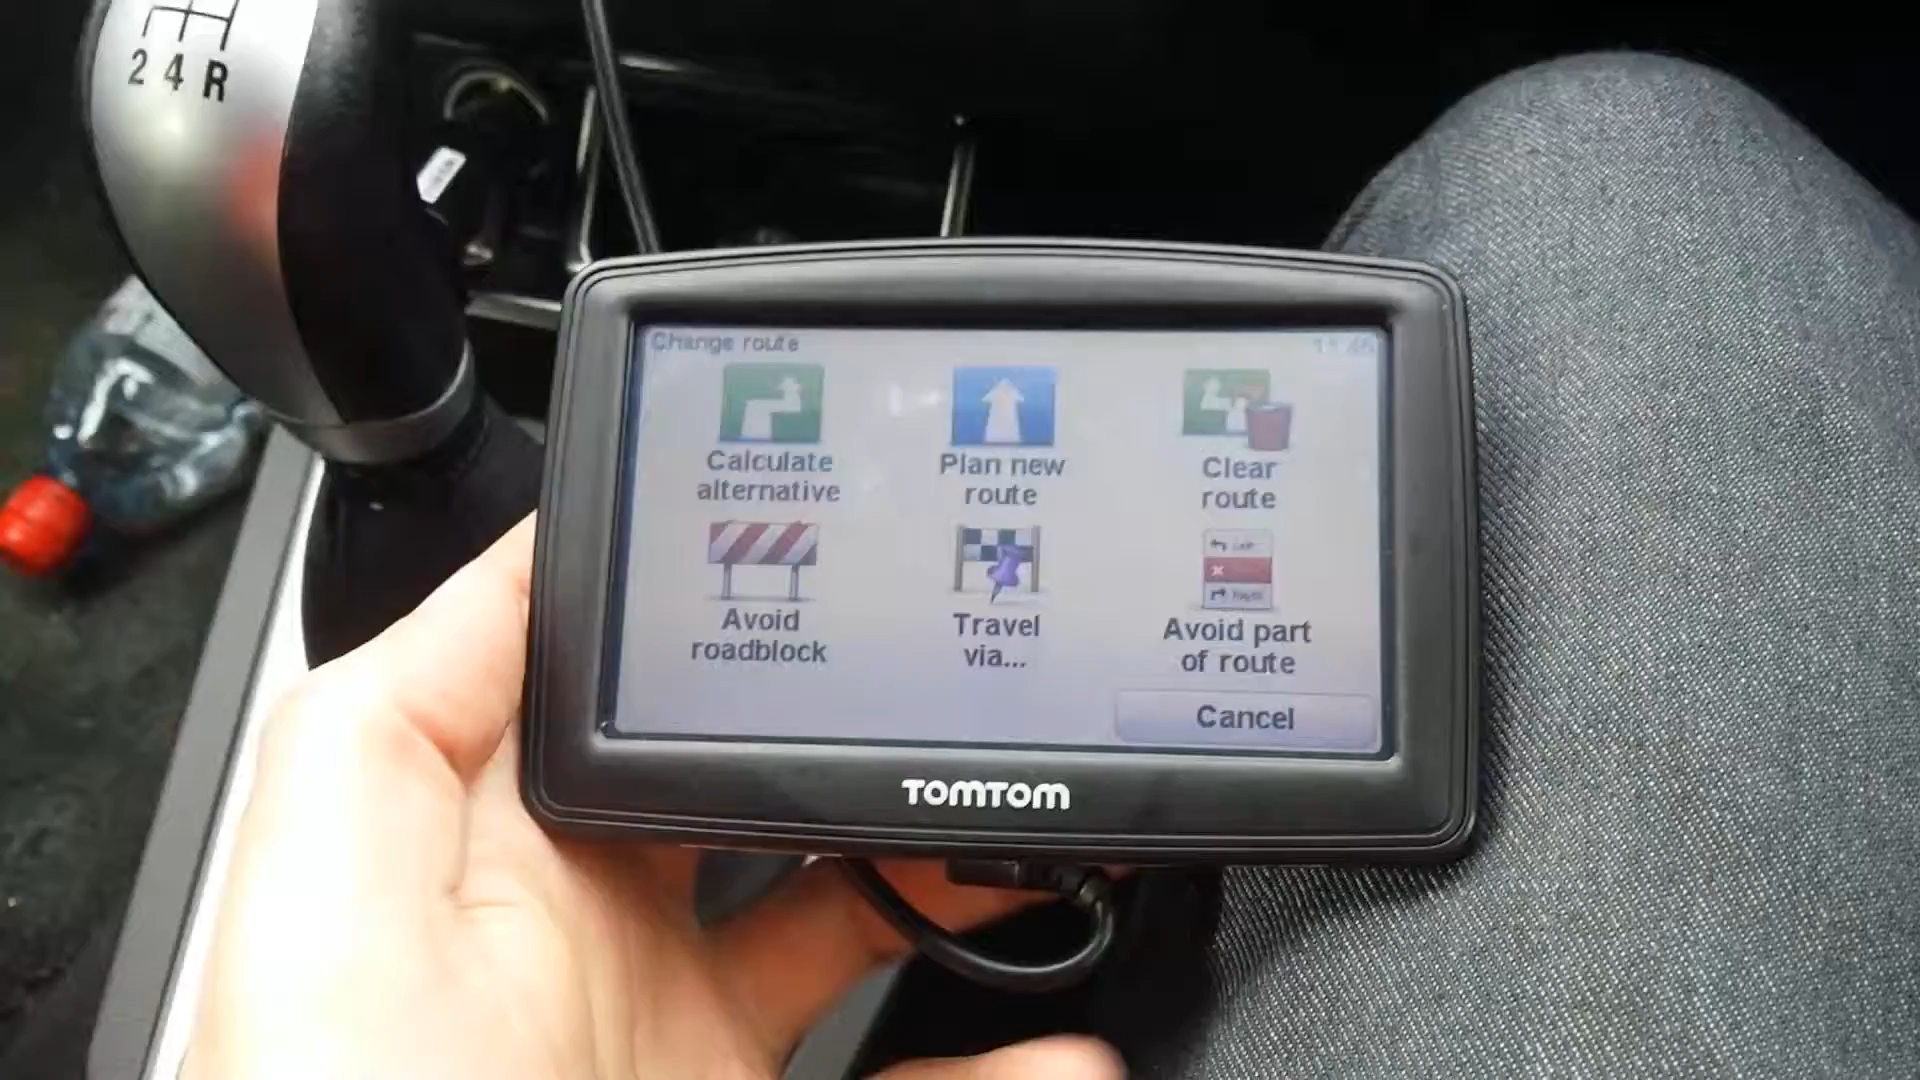 2 4 R
Change route
Calculate
alternative
Plan new
route
Clear
route
Avoid
roadblock
Travel
via...
Avoid part
of route
Cancel
TOMTOM